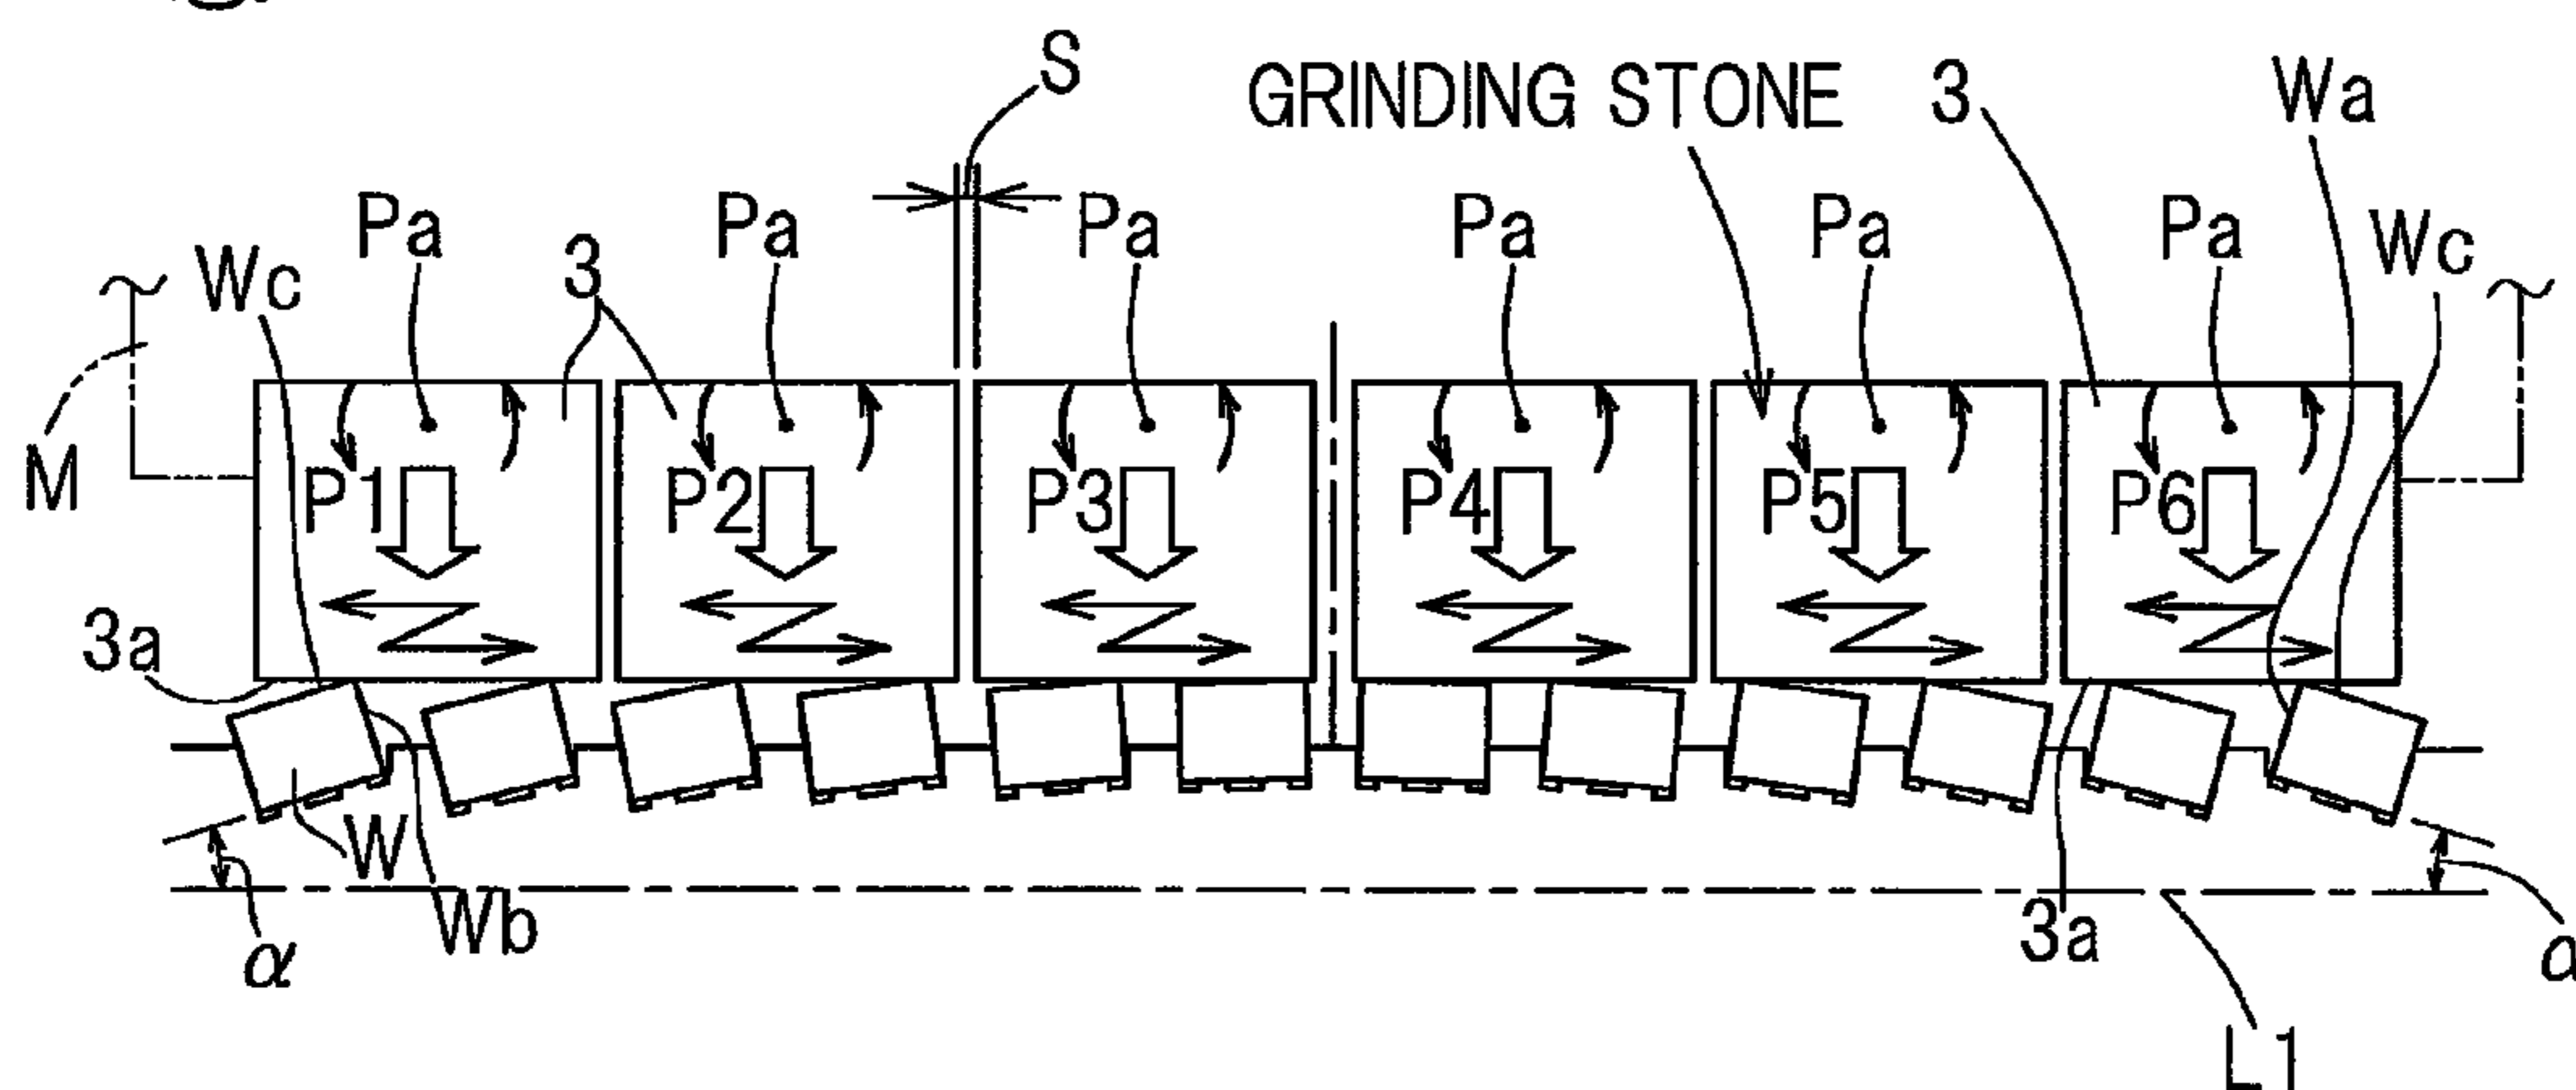 S
GRINDING STONE
3
Wa
Pa
Pa
Pa
Pa
Pa
Pa
Wc
3
Wc
M
P1
P2
P3
P4
P5
P6
3a
W
Wb
α
3a
α
L1